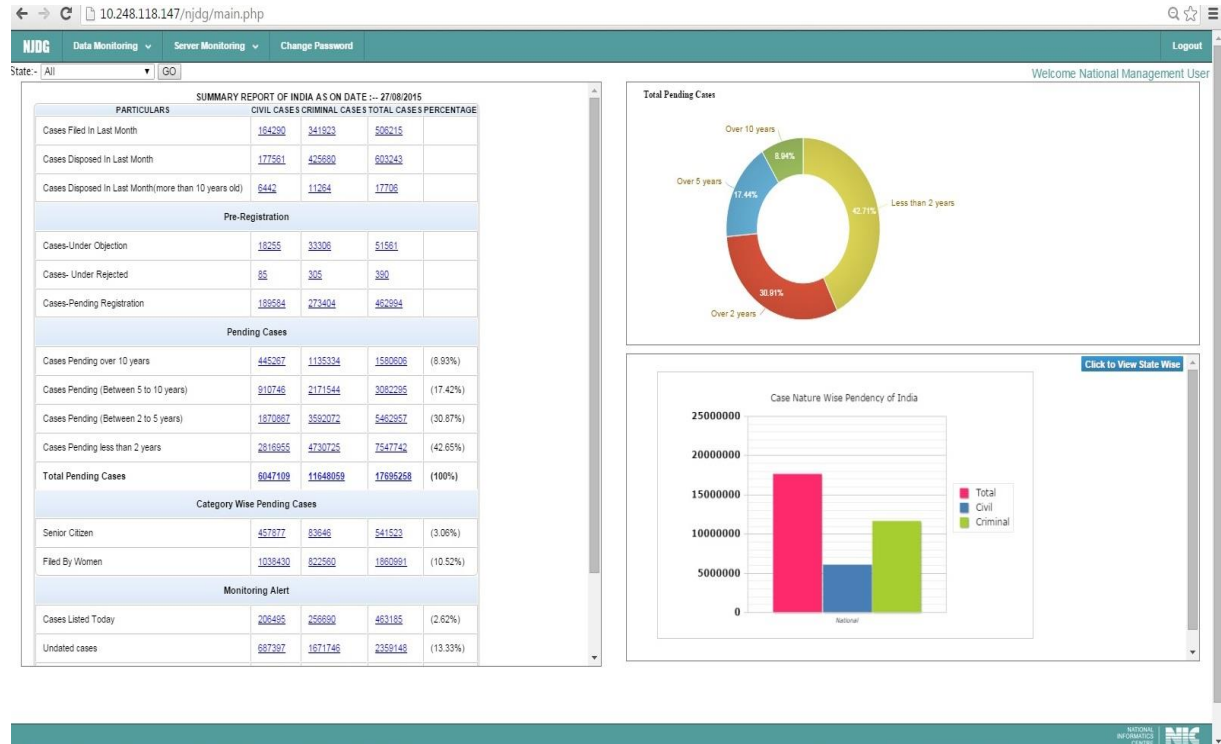 10.248.118.147/njdg/main.php
NJDG Data Monitoring Server Monitoring Change Password Logout
State:- All GO Welcome National Management User
SUMMARY REPORT OF INDIA AS ON DATE :-- 27/08/2015
PARTICULARS CIVIL CASES CRIMINAL CASES TOTAL CASES PERCENTAGE
Cases Filed In Last Month 164290 341923 506215
Cases Disposed In Last Month 177561 425680 603243
Cases Disposed In Last Month(more than 10 years old) 6442 11264 17706
Pre-Registration
Cases-Under Objection 18255 33306 51561
Cases- Under Rejected 85 305 390
Cases-Pending Registration 189584 273404 462994
Pending Cases
Cases Pending over 10 years 445267 1135334 1580606 (8.93%)
Cases Pending (Between 5 to 10 years) 910746 2171544 3082295 (17.42%)
Cases Pending (Between 2 to 5 years) 1870867 3592072 5462957 (30.87%)
Cases Pending less than 2 years 2816955 4730725 7547742 (42.65%)
Total Pending Cases 6047109 11648059 17695258 (100%)
Category Wise Pending Cases
Senior Citizen 457877 83646 541523 (3.06%)
Filed By Women 1038430 822560 1860991 (10.52%)
Monitoring Alert
Cases Listed Today 206495 256690 463185 (2.62%)
Undated cases 687397 1671746 2359148 (13.33%)
Total Pending Cases
Over 10 years
8.94%
Over 5 years
17.44%
Less than 2 years
42.71%
30.91%
Over 2 years
Click to View State Wise
Case Nature Wise Pendency of India
25000000
20000000
15000000
10000000
5000000
0
National
Total
Civil
Criminal
NATIONAL
INFORMATICS
CENTRE
NIC